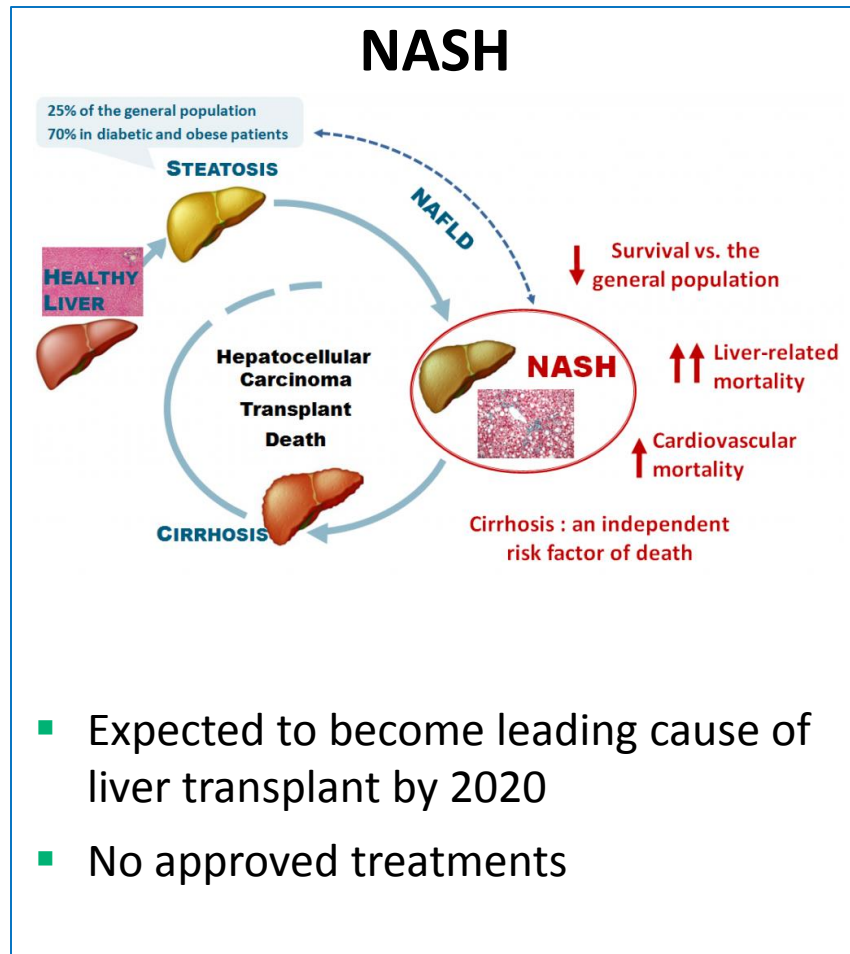 NASH
25% of the general population
70% in diabetic and obese patients
STEATOSIS
NAFLD
HEALTHY
LIVER
Survival vs. the
general population
Hepatocellular
Carcinoma
Transplant
Death
NASH
Liver-related
mortality
Cardiovascular
mortality
CIRRHOSIS
Cirrhosis : an independent
risk factor of death
Expected to become leading cause of
liver transplant by 2020
No approved treatments